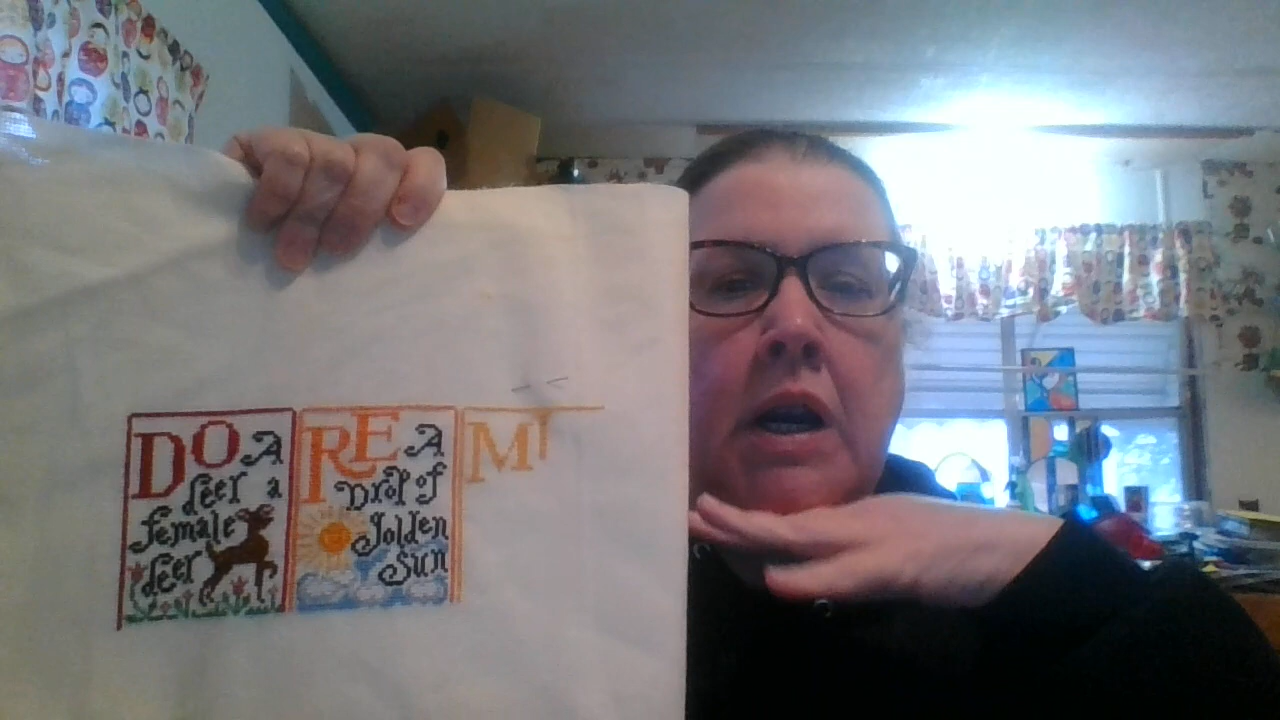 DO A
deer a
female
deer
RE A
Drop of
golden
sun
MI